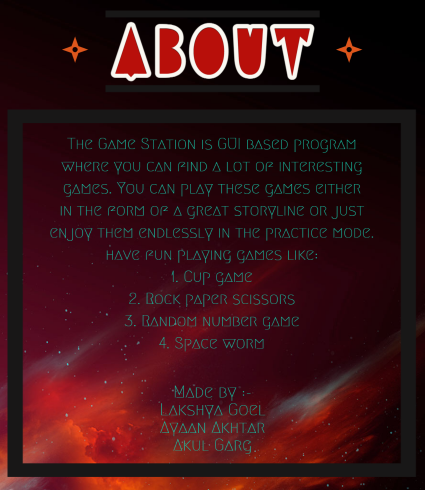 ABOUT
The Game Station is GUI based program
where you can find a lot of interesting
games. You can play these games either
in the form of a great storyline or just
enjoy them endlessly in the practice mode.
Have fun playing games like:
1. Cup game
2. Rock paper scissors
3. Random number game
4. Space worm
Made by :-
Lakshya Goel
Ayaan Akhtar
Akul Garg